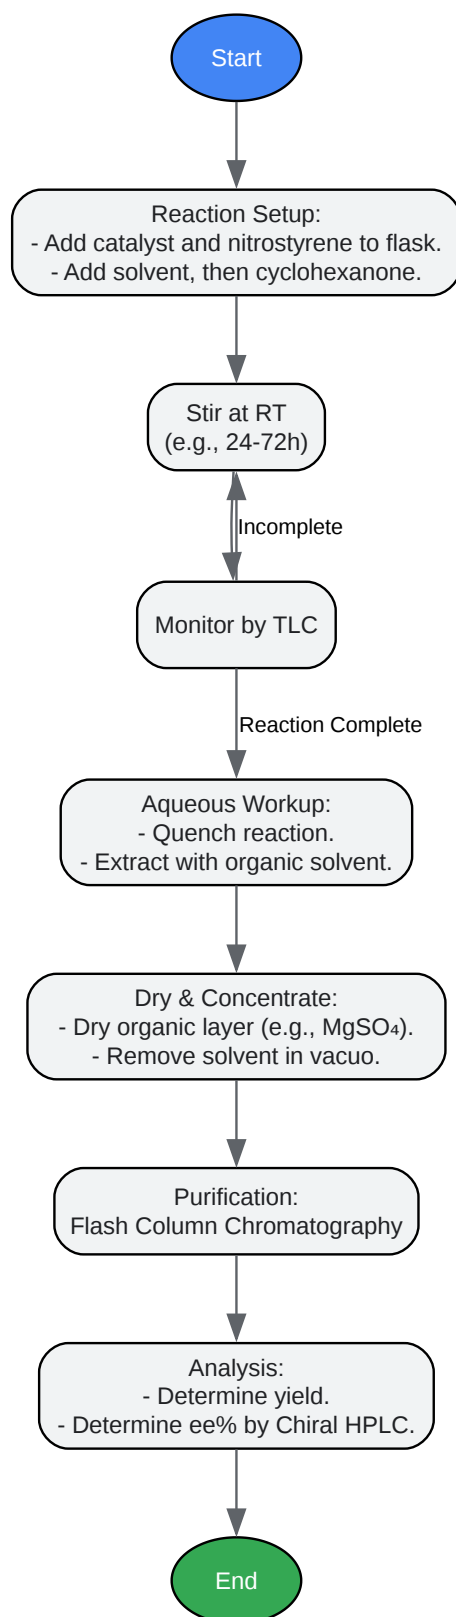 Start
Reaction Setup:
- Add catalyst and nitrostyrene to flask.
- Add solvent, then cyclohexanone.
Stir at RT
(e.g., 24-72h)
Incomplete
Monitor by TLC
Reaction Complete
Aqueous Workup:
- Quench reaction.
- Extract with organic solvent.
Dry & Concentrate:
- Dry organic layer (e.g., MgSO₄).
- Remove solvent in vacuo.
Purification:
Flash Column Chromatography
Analysis:
- Determine yield.
- Determine ee% by Chiral HPLC.
End